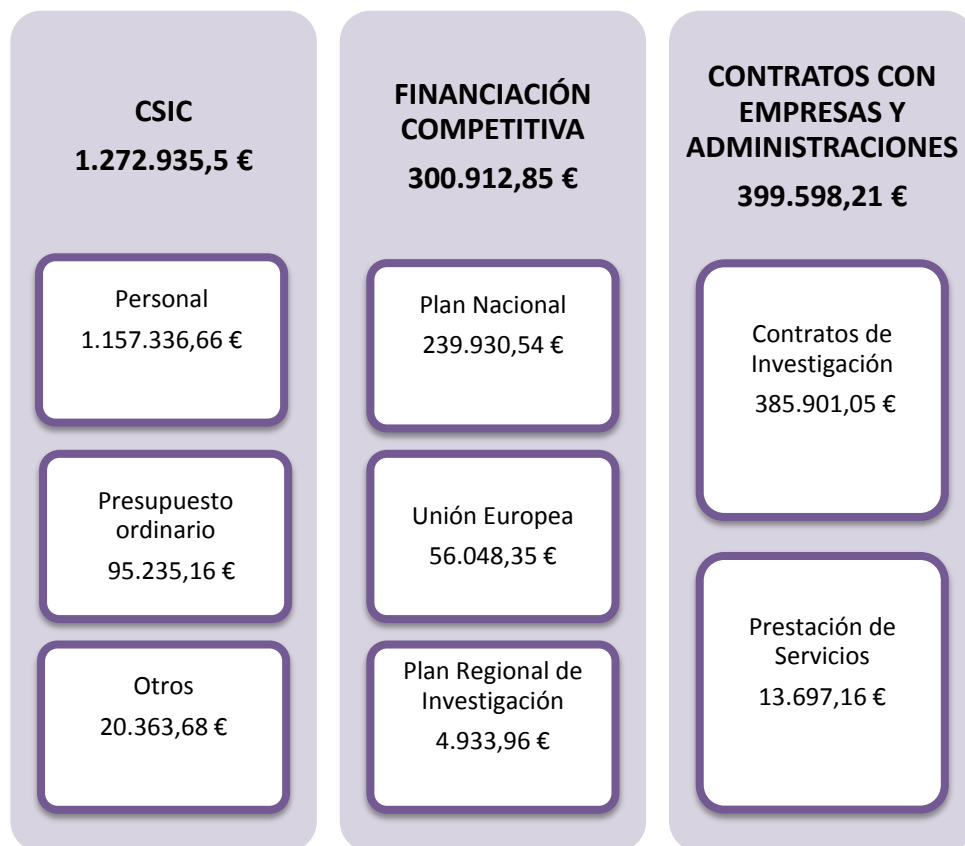 CSIC
1.272.935,5 €
Personal
1.157.336,66 €
Presupuesto
ordinario
95.235,16 €
Otros
20.363,68 €
FINANCIACIÓN
COMPETITIVA
300.912,85 €
Plan Nacional
239.930,54 €
Unión Europea
56.048,35 €
Plan Regional de
Investigación
4.933,96 €
CONTRATOS CON
EMPRESAS Y
ADMINISTRACIONES
399.598,21 €
Contratos de
Investigación
385.901,05 €
Prestación de
Servicios
13.697,16 €